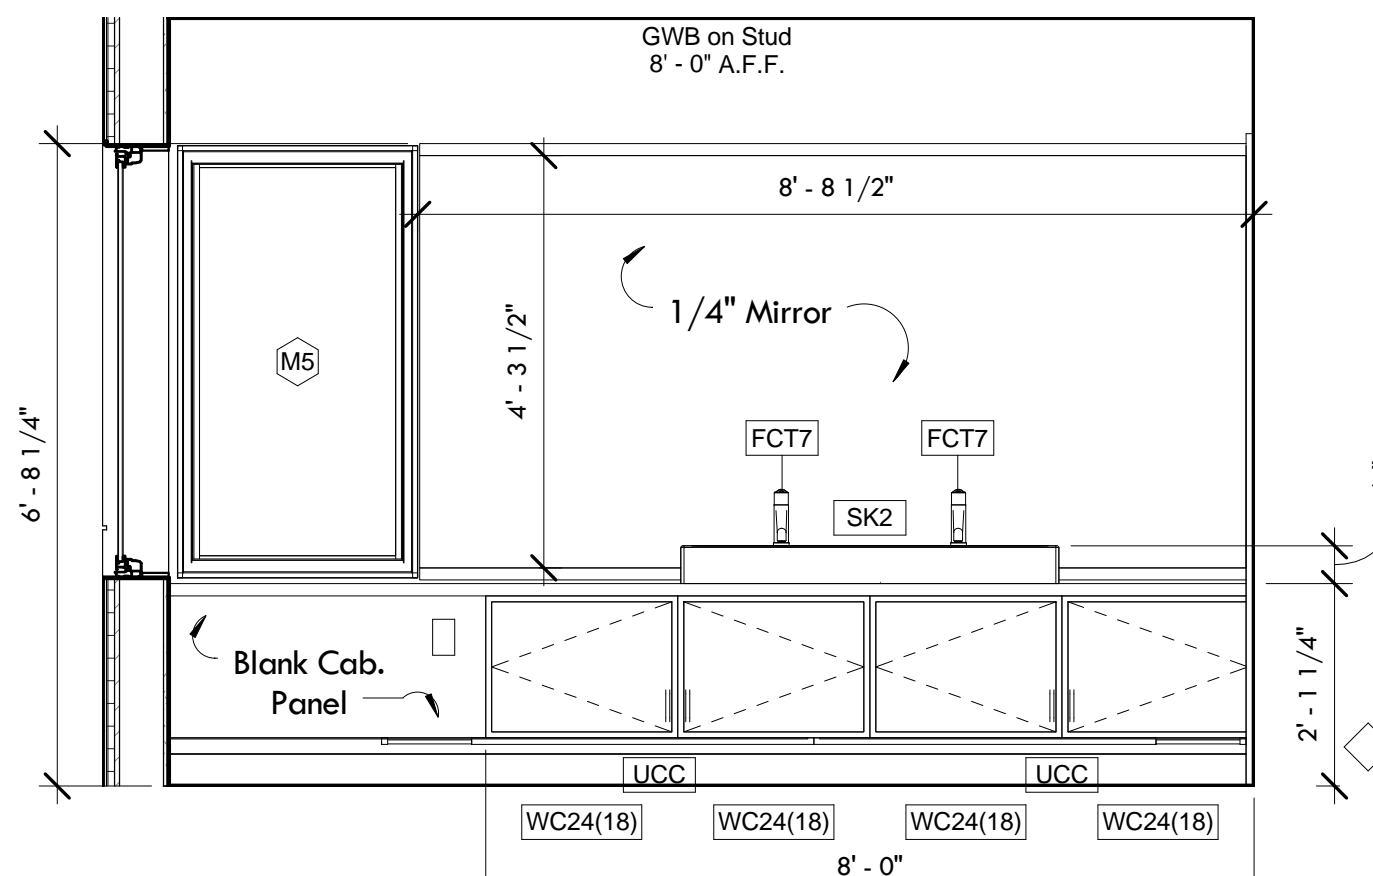 GWB on Stud
8' - 0" A.F.F.
8' - 8 1/2"
1/4" Mirror
4' - 3 1/2"
M5
6' - 8 1/4"
FCT7
FCT7
SK2
Blank Cab.
Panel
2' - 1 1/4"
UCC
UCC
WC24(18)
WC24(18)
WC24(18)
WC24(18)
8' - 0"